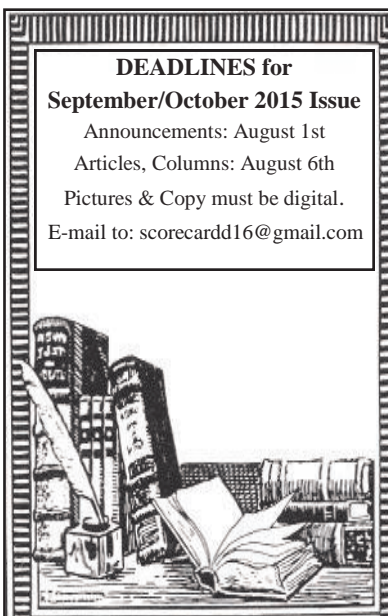 DEADLINES for
September/October 2015 Issue
Announcements: August 1st
Articles, Columns: August 6th
Pictures & Copy must be digital.
E-mail to: scorecardd16@gmail.com